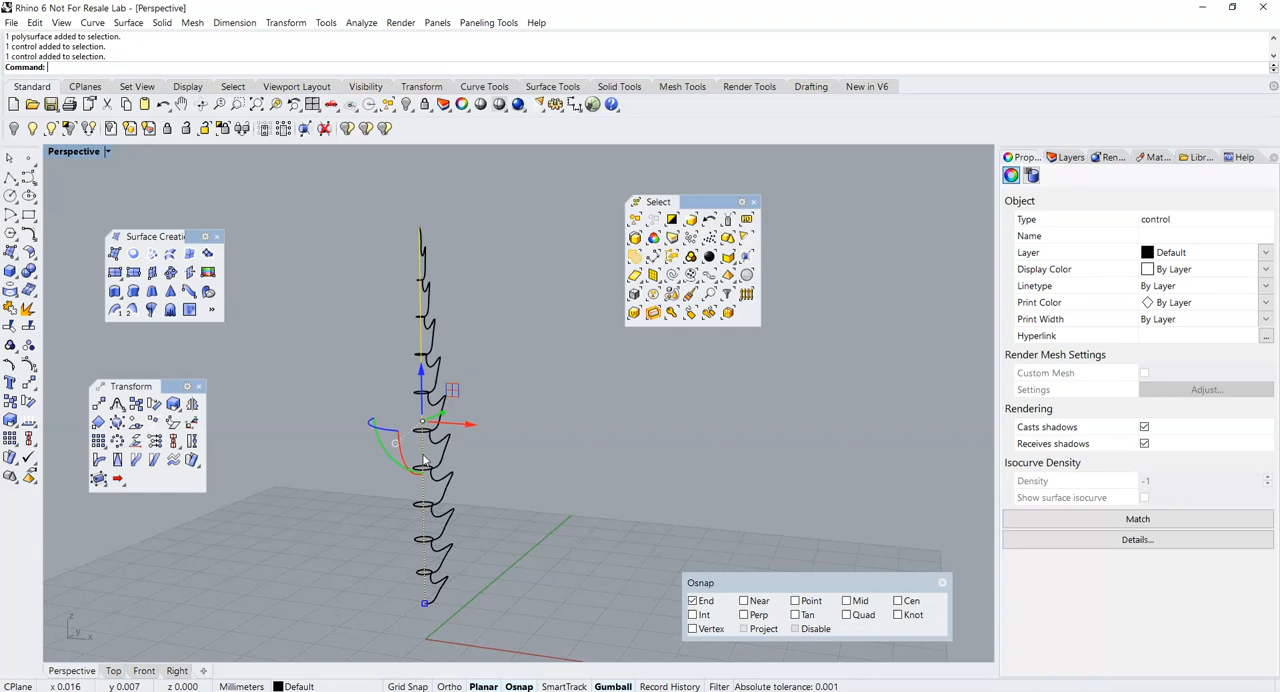 Rhino 6 Not For Resale Lab - [Perspective]
File Edit View Curve Surface Solid Mesh Dimension Transform Tools Analyze Render Panels Paneling Tools Help
1 polysurface added to selection.
1 control added to selection.
1 control added to selection.
Command:
Standard CPlanes Set View Display Select Viewport Layout Visibility Transform Curve Tools Surface Tools Solid Tools Mesh Tools Render Tools Drafting New in V6
Perspective
Prop... Layers Ren... Mat... Libr... Help
Object
Type control
Name
Layer Default
Display Color By Layer
Linetype By Layer
Print Color By Layer
Print Width By Layer
Hyperlink ...
Render Mesh Settings
Custom Mesh
Settings Adjust...
Rendering
Casts shadows
Receives shadows
Isocurve Density
Density -1
Show surface isocurve
Match
Details...
Select
Surface Creati
Transform
Osnap
End Near Point Mid Cen
Int Perp Tan Quad Knot
Vertex Project Disable
z
y
x
Perspective Top Front Right
CPlane x 0.016 y 0.007 z 0.000 Millimeters Default Grid Snap Ortho Planar Osnap SmartTrack Gumball Record History Filter Absolute tolerance: 0.001